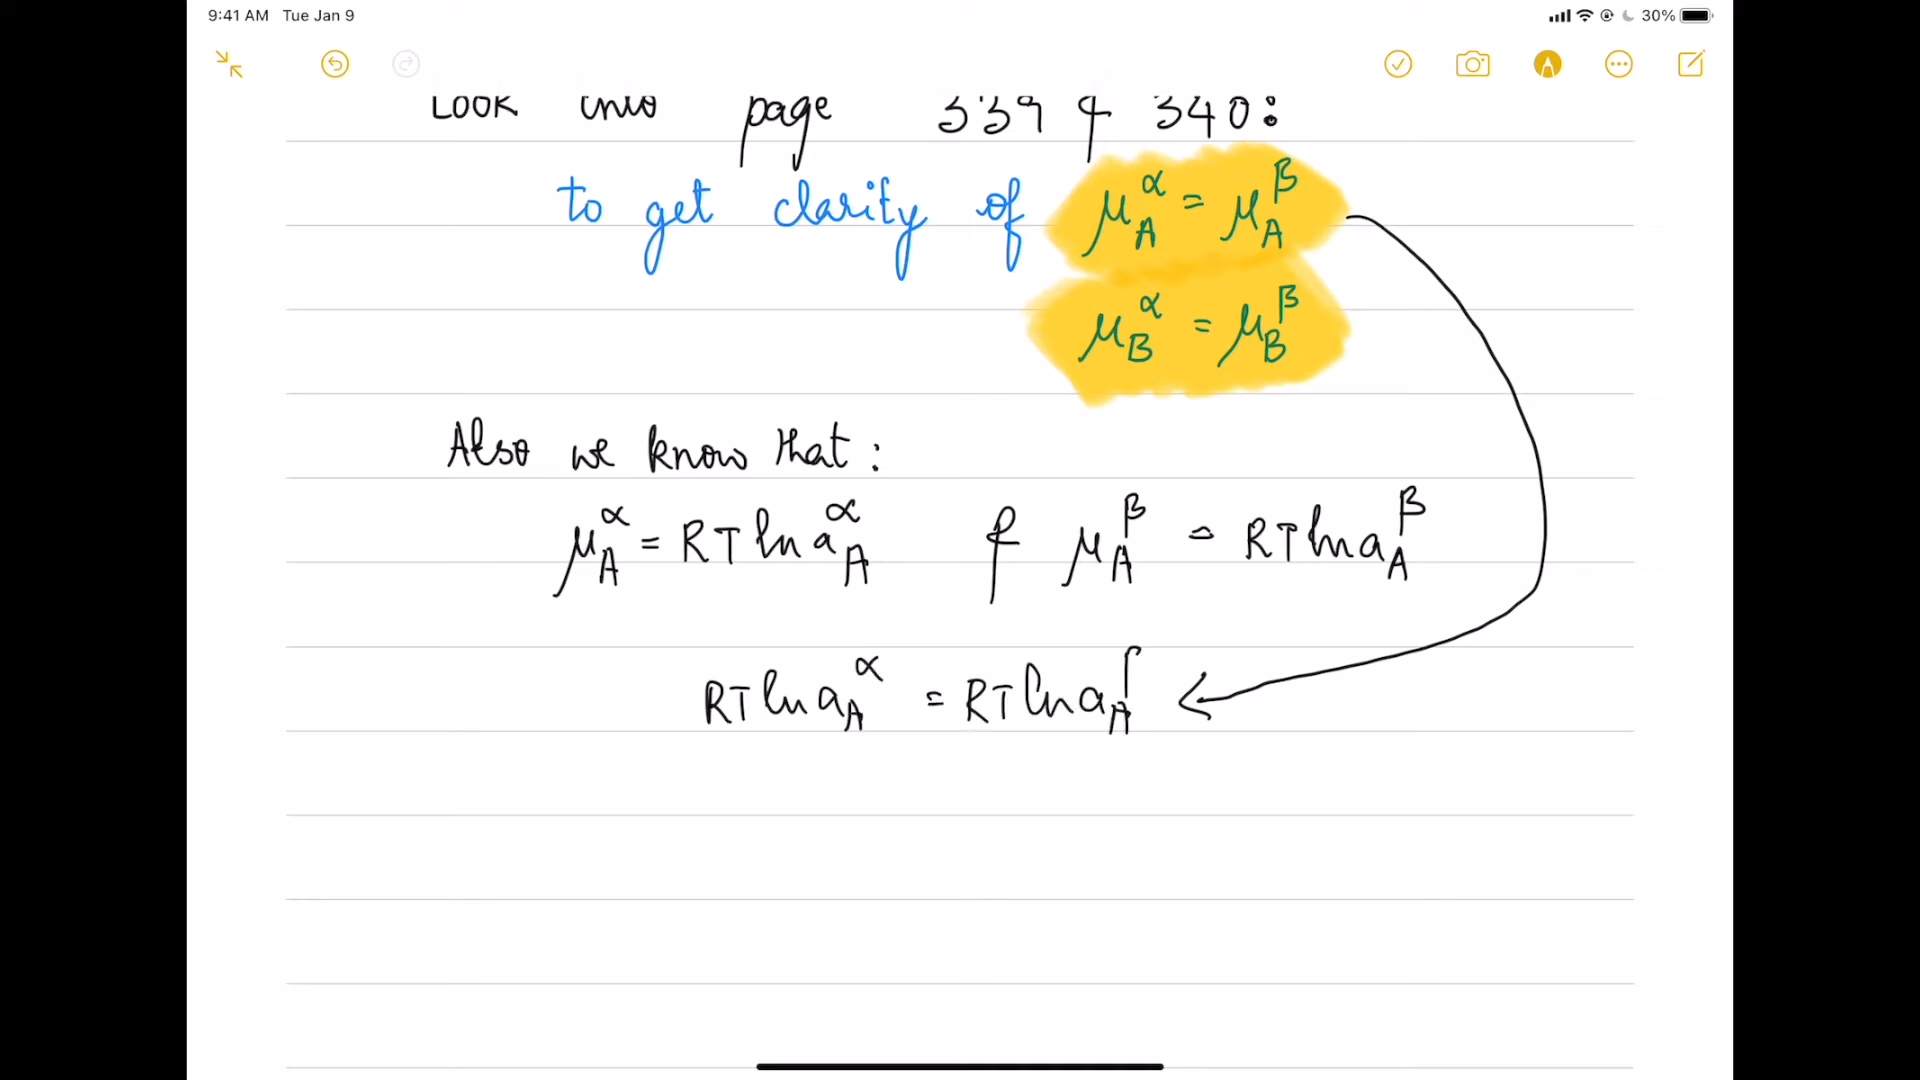 9:41 AM Tue Jan 9 30%
Look into page 339 & 340:
to get clarity of μ_A^α = μ_A^β
μ_B^α = μ_B^β
Also we know that:
μ_A^α = RT ln a_A^α & μ_A^β = RT ln a_A^β
RT ln a_A^α = RT ln a_A